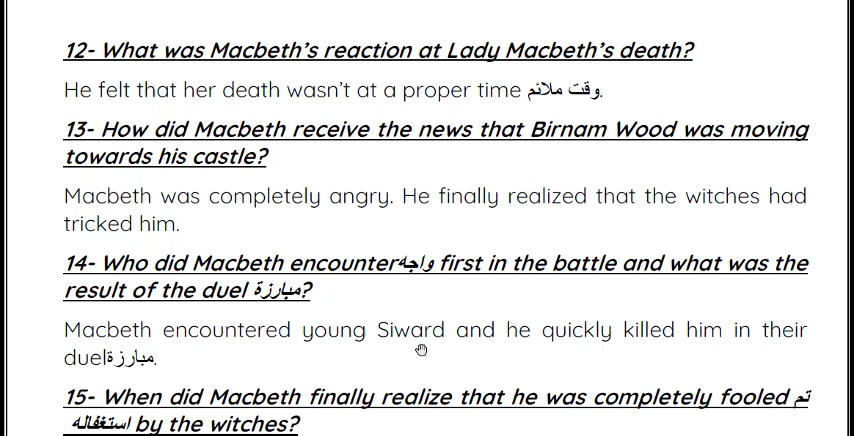 12- What was Macbeth’s reaction at Lady Macbeth’s death?
He felt that her death wasn’t at a proper time وقت ملائم.
13- How did Macbeth receive the news that Birnam Wood was moving
towards his castle?
Macbeth was completely angry. He finally realized that the witches had
tricked him.
14- Who did Macbeth encounterواجه first in the battle and what was the
result of the duel مبارزة?
Macbeth encountered young Siward and he quickly killed him in their
duelمبارزة.
15- When did Macbeth finally realize that he was completely fooled تم
استغفاله by the witches?